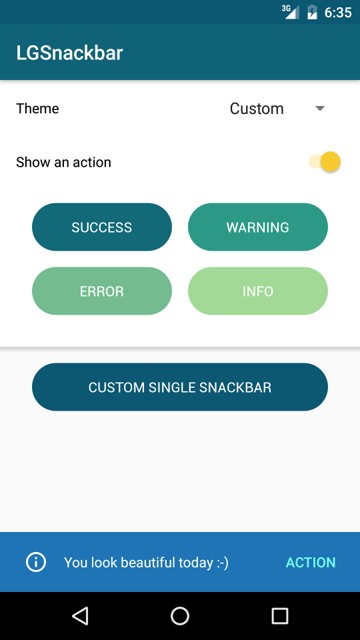 3G 6:35
LGSnackbar
Theme Custom
Show an action
SUCCESS WARNING
ERROR INFO
CUSTOM SINGLE SNACKBAR
You look beautiful today :-) ACTION